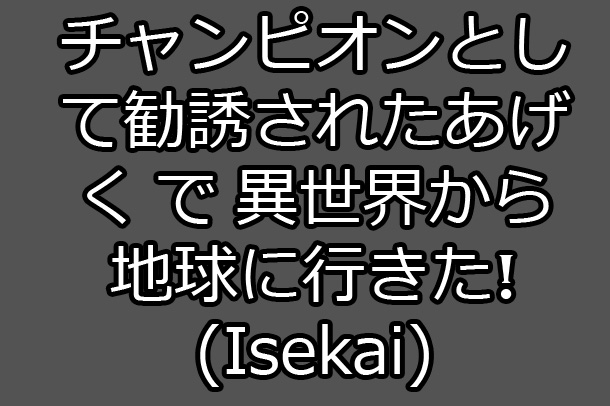 チャンピオンとし
て勧誘されたあげ
く で 異世界から
地球に行きた!
(Isekai)